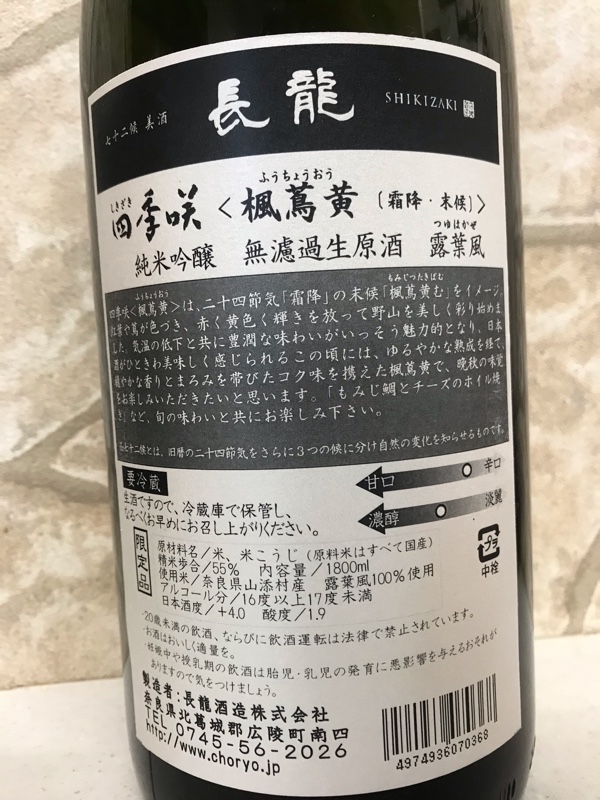 七十二候 美酒 長龍 SHIKIZAKI
しきざき ふうちょうおう
四季咲〈楓蔦黄〔霜降・末候〕〉
つゆはかぜ
純米吟醸 無濾過生原酒 露葉風
ふうちょうおう もみじつたきばむ
四季咲〈楓蔦黄〉は、二十四節気「霜降」の末候「楓蔦黄む」をイメージ。
紅葉や蔦が色づき、赤く黄色く輝きを放って野山を美しく彩り始めま
した。気温の低下と共に豊潤な味わいがいっそう魅力的となり、日本
酒がひときわ美味しく感じられるこの頃には、ゆるやかな熟成を経て、
穏やかな香りとまろみを帯びたコク味を携えた楓蔦黄で、晩秋の味覚
をお楽しみいただきたいと思います。「もみじ鯛とチーズのホイル焼
き」など、旬の味わいと共にお楽しみ下さい。
※七十二候とは、旧暦の二十四節気をさらに3つの候に分け自然の変化を知らせるものです。
要冷蔵
生酒ですので、冷蔵庫で保管し、
なるべくお早めにお召し上がりください。
甘口 辛口
濃醇 淡麗
限定品
原材料名/米、米こうじ(原料米はすべて国産)
精米歩合/55% 内容量/1800ml
使用米/奈良県山添村産 露葉風100%使用
アルコール分/16度以上17度未満
日本酒度/+4.0 酸度/1.9
プラ
中栓
・20歳未満の飲酒、ならびに飲酒運転は法律で禁止されています。
・お酒はおいしく適量を。
・妊娠中や授乳期の飲酒は胎児・乳児の発育に悪影響を与えるおそれが
ありますので気をつけましょう。
製造者:長龍酒造株式会社
奈良県北葛城郡広陵町南四
TEL 0745-56-2026
http://www.choryo.jp
4974936070368